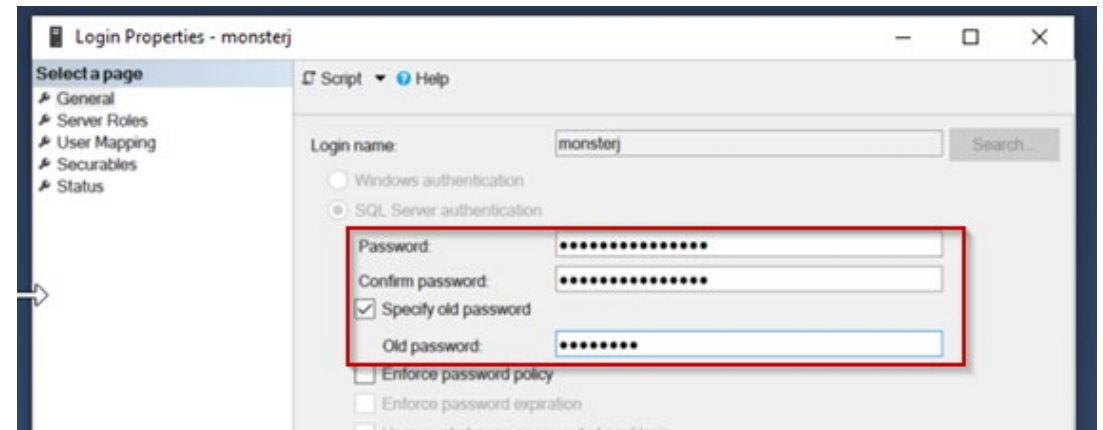 Login Properties - monsterj
Select a page
General
Server Roles
User Mapping
Securables
Status
Script Help
Login name: monsterj Search...
Windows authentication
SQL Server authentication
Password: •••••••••••••••
Confirm password: •••••••••••••••
Specify old password
Old password: ••••••••
Enforce password policy
Enforce password expiration